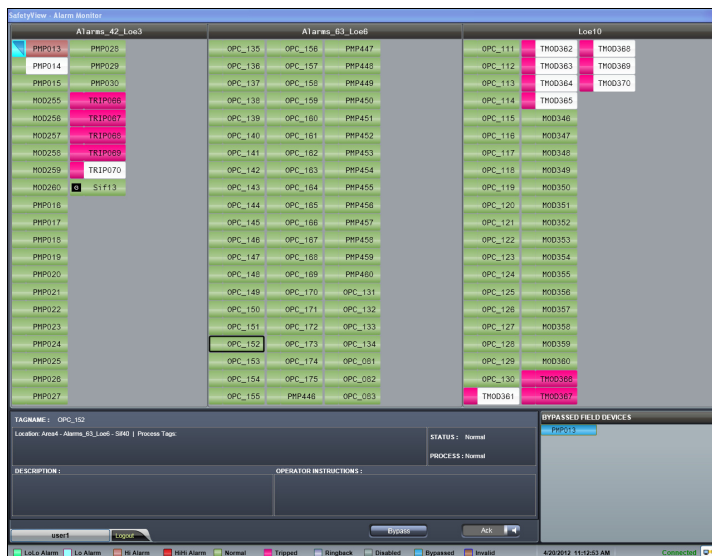 SafetyView - Alarm Monitor
Alarms_42_Loe3 Alarms_63_Loe6 Loe10
PMP013 PMP028 OPC_135 OPC_156 PMP447 OPC_111 TMOD362 TMOD368
PMP014 PMP029 OPC_136 OPC_157 PMP448 OPC_112 TMOD363 TMOD369
PMP015 PMP030 OPC_137 OPC_158 PMP449 OPC_113 TMOD364 TMOD370
MOD255 TRIP066 OPC_138 OPC_159 PMP450 OPC_114 TMOD365
MOD256 TRIP067 OPC_139 OPC_160 PMP451 OPC_115 MOD346
MOD257 TRIP068 OPC_140 OPC_161 PMP452 OPC_116 MOD347
MOD258 TRIP069 OPC_141 OPC_162 PMP453 OPC_117 MOD348
MOD259 TRIP070 OPC_142 OPC_163 PMP454 OPC_118 MOD349
MOD260 Sif13 OPC_143 OPC_164 PMP455 OPC_119 MOD350
PMP016 OPC_144 OPC_165 PMP456 OPC_120 MOD351
PMP017 OPC_145 OPC_166 PMP457 OPC_121 MOD352
PMP018 OPC_146 OPC_167 PMP458 OPC_122 MOD353
PMP019 OPC_147 OPC_168 PMP459 OPC_123 MOD354
PMP020 OPC_148 OPC_169 PMP460 OPC_124 MOD355
PMP021 OPC_149 OPC_170 OPC_131 OPC_125 MOD356
PMP022 OPC_150 OPC_171 OPC_132 OPC_126 MOD357
PMP023 OPC_151 OPC_172 OPC_133 OPC_127 MOD358
PMP024 OPC_152 OPC_173 OPC_134 OPC_128 MOD359
PMP025 OPC_153 OPC_174 OPC_081 OPC_129 MOD360
PMP026 OPC_154 OPC_175 OPC_082 OPC_130 TMOD366
PMP027 OPC_155 PMP446 OPC_083 TMOD361 TMOD367
TAGNAME : OPC_152 BYPASSED FIELD DEVICES
Location: Area4 - Alarms_63_Loe6 - Sif40 | Process Tags: PMP013
STATUS : Normal
PROCESS : Normal
DESCRIPTION : OPERATOR INSTRUCTIONS :
user1 Logout Bypass Ack
LoLo Alarm Lo Alarm Hi Alarm HiHi Alarm Normal Tripped Ringback Disabled Bypassed Invalid 4/20/2012 11:12:53 AM Connected